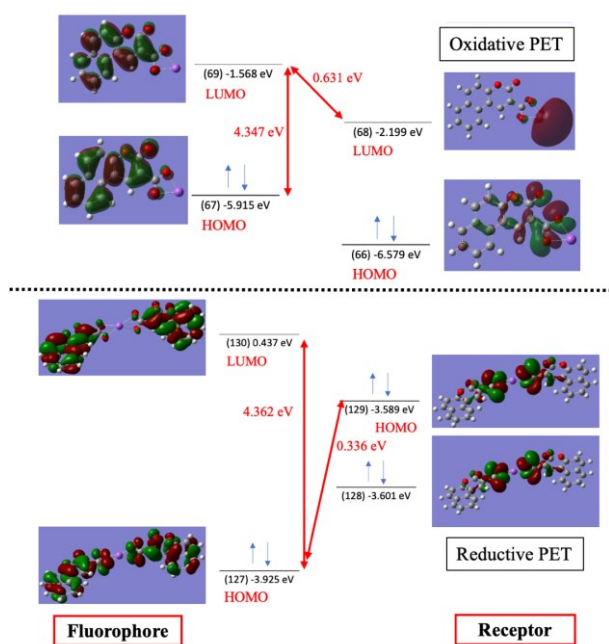 Oxidative PET
(69) -1.568 eV
LUMO
0.631 eV
4.347 eV
(68) -2.199 eV
LUMO
(67) -5.915 eV
HOMO
(66) -6.579 eV
HOMO
(130) 0.437 eV
LUMO
4.362 eV
(129) -3.589 eV
HOMO
0.336 eV
(128) -3.601 eV
(127) -3.925 eV
HOMO
Reductive PET
Fluorophore
Receptor